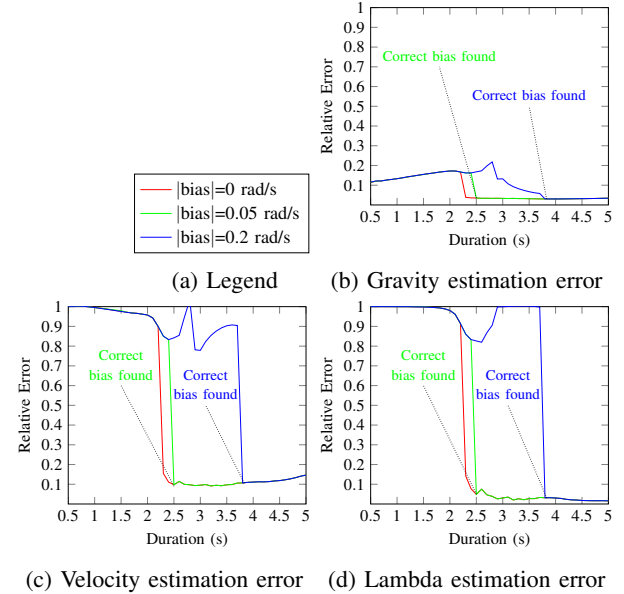 1
0.9
0.8
0.7
0.6
0.5
0.4
0.3
0.2
0.1
Relative Error
Correct bias found
Correct bias found
0.5 1 1.5 2 2.5 3 3.5 4 4.5 5
Duration (s)
|bias|=0 rad/s
|bias|=0.05 rad/s
|bias|=0.2 rad/s
(a) Legend
(b) Gravity estimation error
1
0.9
0.8
0.7
0.6
0.5
0.4
0.3
0.2
0.1
Relative Error
Correct
bias found
Correct
bias found
0.5 1 1.5 2 2.5 3 3.5 4 4.5 5
Duration (s)
(c) Velocity estimation error
1
0.9
0.8
0.7
0.6
0.5
0.4
0.3
0.2
0.1
Relative Error
Correct
bias found
Correct
bias found
0.5 1 1.5 2 2.5 3 3.5 4 4.5 5
Duration (s)
(d) Lambda estimation error